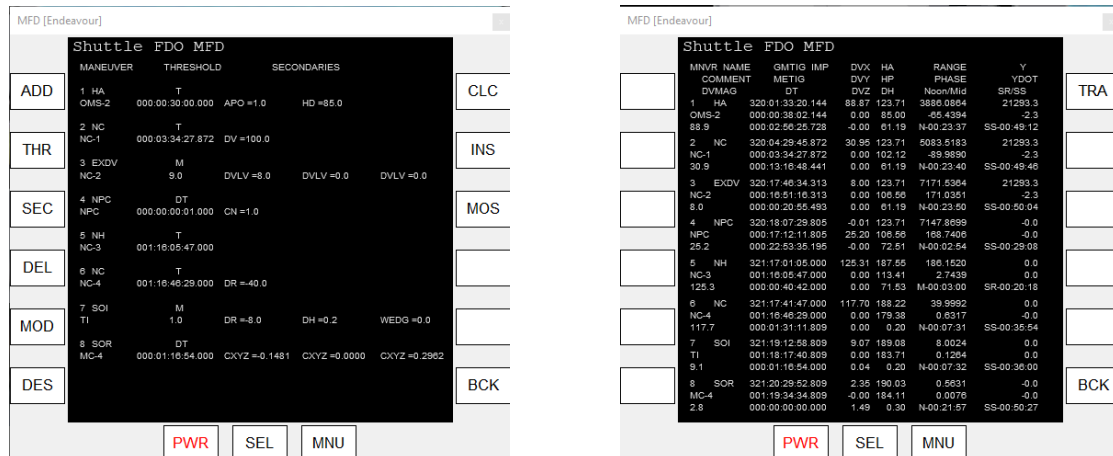 MFD [Endeavour]
Shuttle FDO MFD
MANEUVER THRESHOLD SECONDARIES
1 HA T
OMS-2 000:00:30:00.000 APO =1.0 HD =85.0
2 NC T
NC-1 000:03:34:27.872 DV =100.0
3 EXDV M
NC-2 9.0 DVLV =8.0 DVLV =0.0 DVLV =0.0
4 NPC DT
NPC 000:00:00:01.000 CN =1.0
5 NH T
NC-3 001:16:05:47.000
6 NC T
NC-4 001:16:46:29.000 DR =-40.0
7 SOI M
TI 1.0 DR =-8.0 DH =0.2 WEDG =0.0
8 SOR DT
MC-4 000:01:16:54.000 CXYZ =-0.1481 CXYZ =0.0000 CXYZ =0.2962
ADD
THR
SEC
DEL
MOD
DES
CLC
INS
MOS
BCK
PWR SEL MNU
MFD [Endeavour]
Shuttle FDO MFD
MNVR NAME GMTIG IMP DVX HA RANGE Y
COMMENT METIG DVY HP PHASE YDOT
DVMAG DT DVZ DH Noon/Mid SR/SS
1 HA 320:01:33:20.144 88.87 123.71 3886.0864 21293.3
OMS-2 000:00:38:02.144 0.00 85.00 -65.4394 -2.3
88.9 000:02:56:25.728 -0.00 61.19 N-00:23:37 SS-00:49:12
2 NC 320:04:29:45.872 30.95 123.71 5083.5183 21293.3
NC-1 000:03:34:27.872 0.00 102.12 -89.9890 -2.3
30.9 000:13:16:48.441 0.00 61.19 N-00:23:40 SS-00:49:46
3 EXDV 320:17:46:34.313 8.00 123.71 7171.5364 21293.3
NC-2 000:16:51:16.313 0.00 106.56 171.0351 -2.3
8.0 000:00:20:55.493 0.00 61.19 N-00:23:50 SS-00:50:04
4 NPC 320:18:07:29.805 -0.01 123.71 7147.8699 -0.0
NPC 000:17:12:11.805 25.20 106.56 168.7406 -0.0
25.2 000:22:53:35.195 -0.00 72.51 N-00:02:54 SS-00:29:08
5 NH 321:17:01:05.000 125.31 187.55 186.1520 0.0
NC-3 001:16:05:47.000 0.00 113.41 2.7439 0.0
125.3 000:00:40:42.000 0.00 71.53 M-00:03:00 SR-00:20:18
6 NC 321:17:41:47.000 117.70 188.22 39.9992 0.0
NC-4 001:16:46:29.000 0.00 179.38 0.6317 -0.0
117.7 000:01:31:11.809 0.00 0.20 N-00:07:31 SS-00:35:54
7 SOI 321:19:12:58.809 9.07 189.08 8.0024 0.0
TI 001:18:17:40.809 0.00 183.71 0.1264 -0.0
9.1 000:01:16:54.000 0.04 0.20 N-00:07:32 SS-00:36:00
8 SOR 321:20:29:52.809 2.35 190.03 0.5631 -0.0
MC-4 001:19:34:34.809 -0.00 184.11 0.0076 -0.0
2.8 000:00:00:00.000 1.49 0.30 N-00:21:57 SS-00:50:27
TRA
BCK
PWR SEL MNU